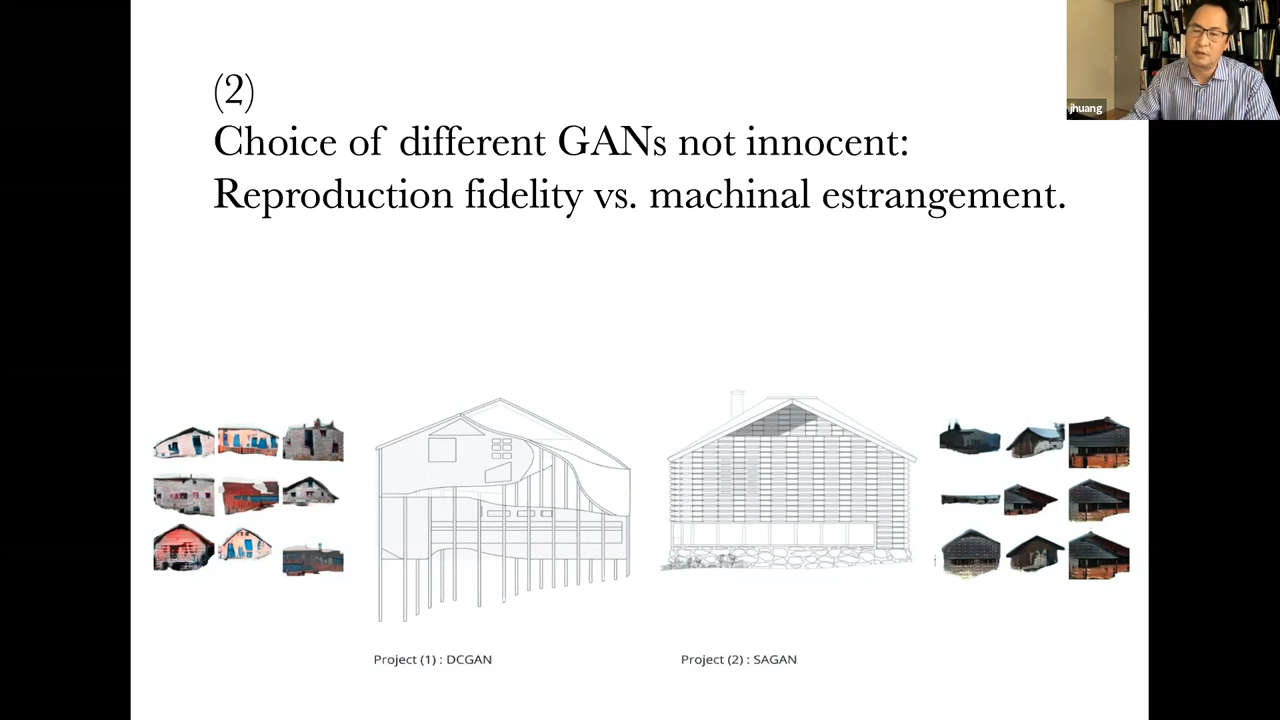 (2)
Choice of different GANs not innocent:
Reproduction fidelity vs. machinal estrangement.
jhuang
Project (1) : DCGAN
Project (2) : SAGAN